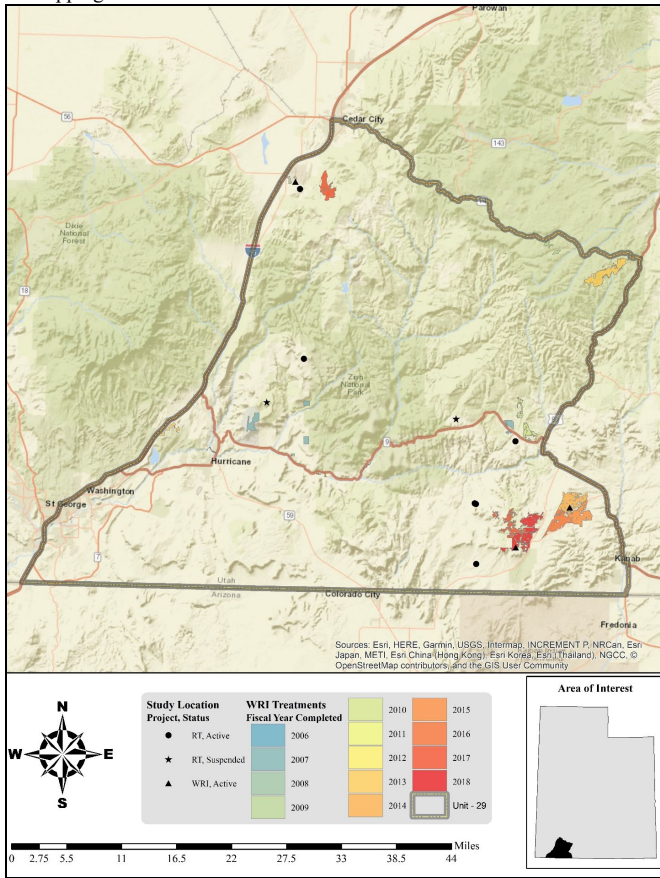 Parowan
56
Cedar City
143
Dixie
National
Forest
18
Zion
National
Park
9
Hurricane
Washington
St George
59
7
Kanab
Utah
Arizona
Colorado City
Fredonia
Sources: Esri, HERE, Garmin, USGS, Intermap, INCREMENT P, NRCan, Esri
Japan, METI, Esri China (Hong Kong), Esri Korea, Esri (Thailand), NGCC, ©
OpenStreetMap contributors, and the GIS User Community
N
W
E
S
Study Location
Project, Status
RT, Active
RT, Suspended
WRI, Active
WRI Treatments
Fiscal Year Completed
2006
2007
2008
2009
2010
2011
2012
2013
2014
2015
2016
2017
2018
Unit - 29
Area of Interest
Miles
0 2.75 5.5 11 16.5 22 27.5 33 38.5 44